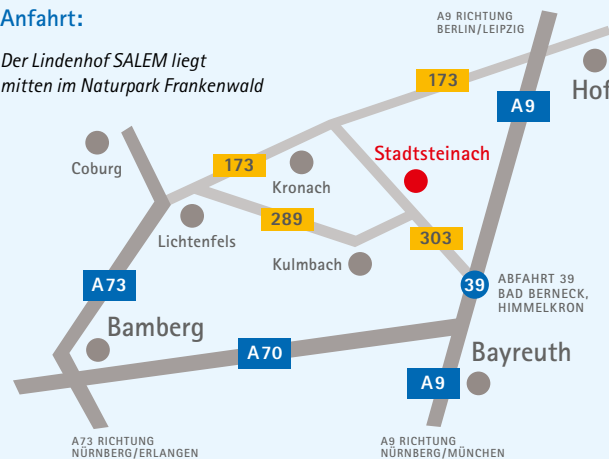 Anfahrt:
Der Lindenhof SALEM liegt
mitten im Naturpark Frankenwald
A9 RICHTUNG
BERLIN/LEIPZIG
173
Hof
A9
Coburg
173
Kronach
Stadtsteinach
Lichtenfels
289
303
Kulmbach
A73
39
ABFAHRT 39
BAD BERNECK,
HIMMELKRON
Bamberg
A70
Bayreuth
A9
A73 RICHTUNG
NÜRNBERG/ERLANGEN
A9 RICHTUNG
NÜRNBERG/MÜNCHEN